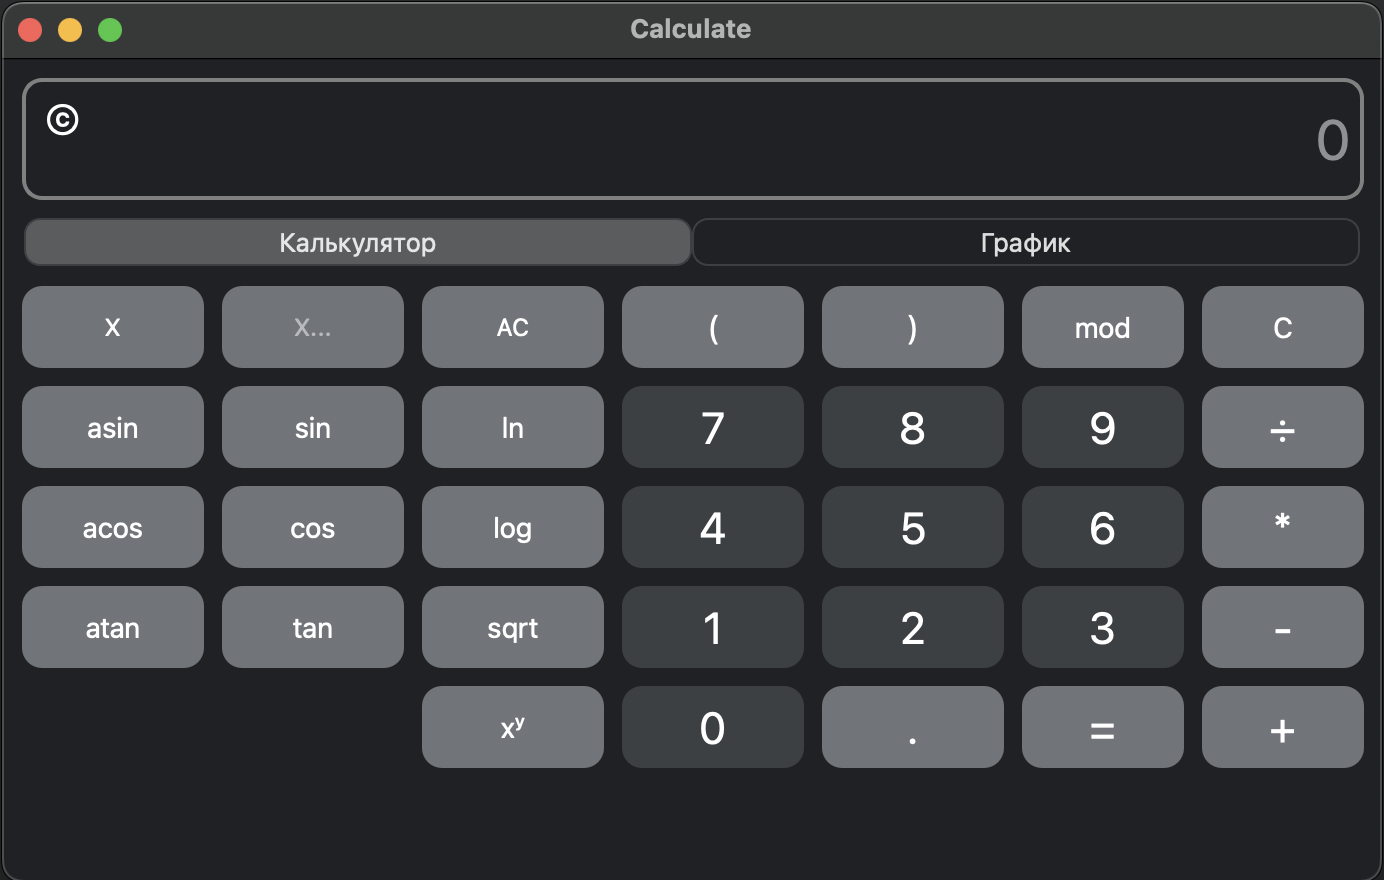 Calculate
©
0
Калькулятор График
X X... AC ( ) mod C
asin sin ln 7 8 9 ÷
acos cos log 4 5 6 *
atan tan sqrt 1 2 3 -
xʸ 0 . = +